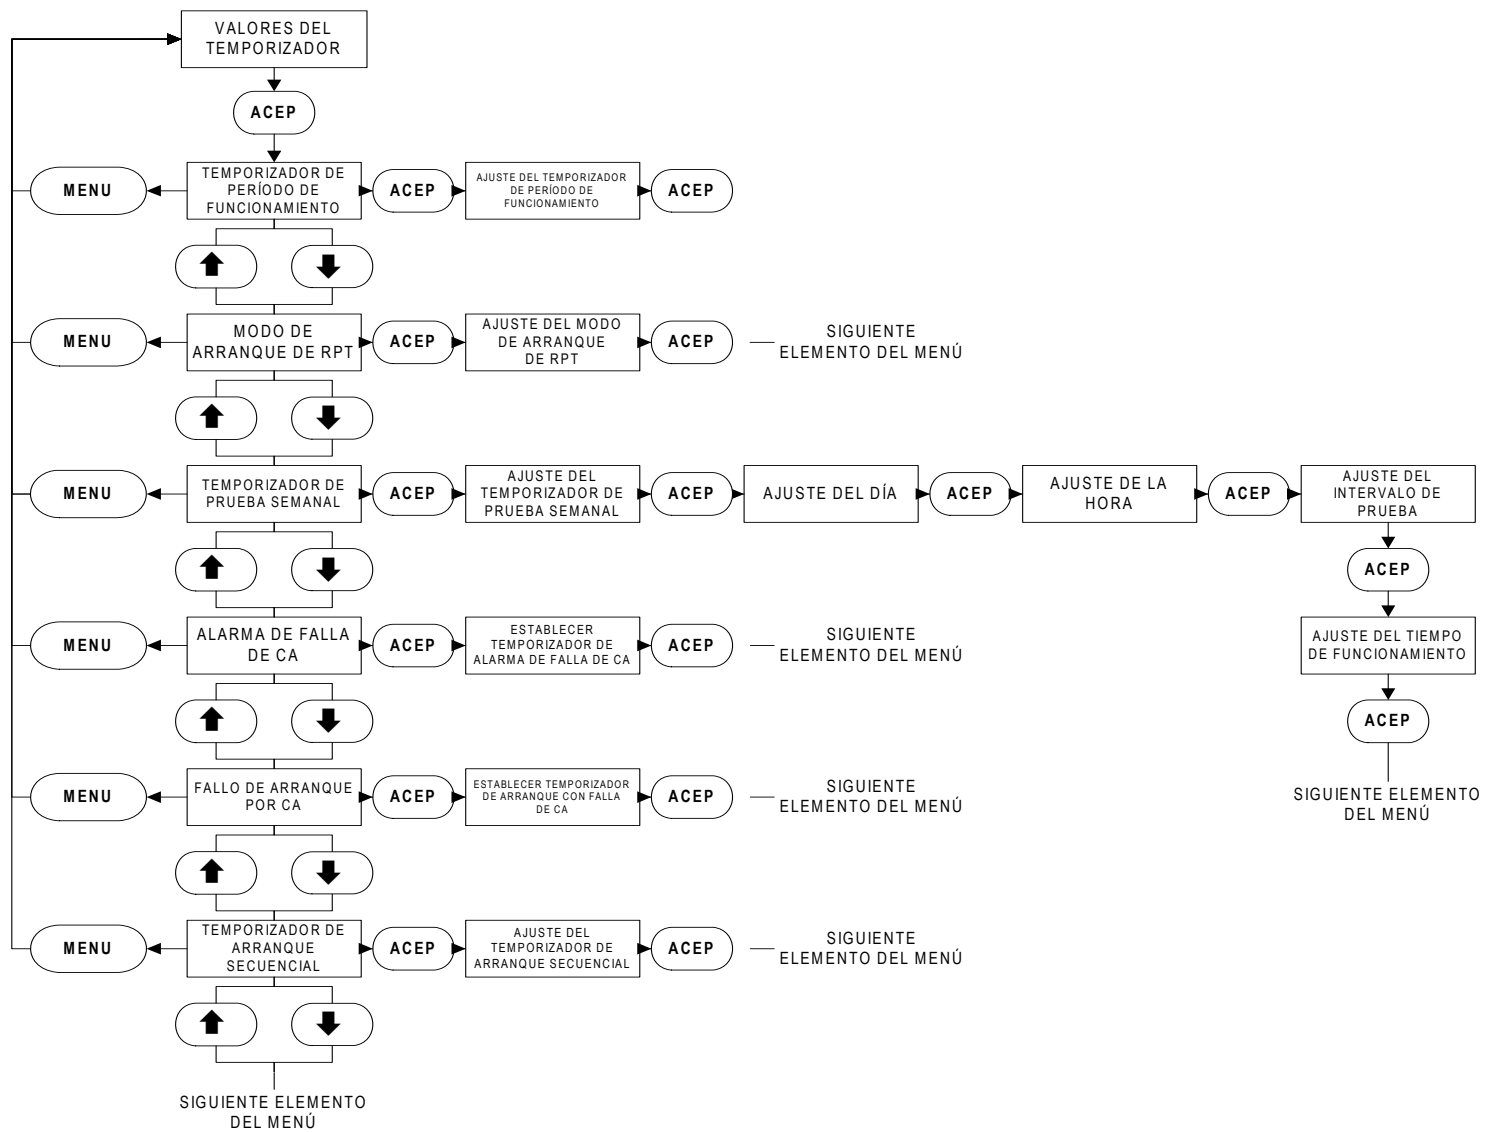 VALORES DEL
TEMPORIZADOR
ACEP
MENU
TEMPORIZADOR DE
PERÍODO DE
FUNCIONAMIENTO
ACEP
AJUSTE DEL TEMPORIZADOR
DE PERÍODO DE
FUNCIONAMIENTO
ACEP
MENU
MODO DE
ARRANQUE DE RPT
ACEP
AJUSTE DEL MODO
DE ARRANQUE
DE RPT
ACEP
SIGUIENTE
ELEMENTO DEL MENÚ
MENU
TEMPORIZADOR DE
PRUEBA SEMANAL
ACEP
AJUSTE DEL
TEMPORIZADOR DE
PRUEBA SEMANAL
ACEP
AJUSTE DEL DÍA
ACEP
AJUSTE DE LA
HORA
ACEP
AJUSTE DEL
INTERVALO DE
PRUEBA
ACEP
AJUSTE DEL TIEMPO
DE FUNCIONAMIENTO
ACEP
SIGUIENTE ELEMENTO
DEL MENÚ
MENU
ALARMA DE FALLA
DE CA
ACEP
ESTABLECER
TEMPORIZADOR DE
ALARMA DE FALLA DE CA
ACEP
SIGUIENTE
ELEMENTO DEL MENÚ
MENU
FALLO DE ARRANQUE
POR CA
ACEP
ESTABLECER TEMPORIZADOR
DE ARRANQUE CON FALLA
DE CA
ACEP
SIGUIENTE
ELEMENTO DEL MENÚ
MENU
TEMPORIZADOR DE
ARRANQUE
SECUENCIAL
ACEP
AJUSTE DEL
TEMPORIZADOR DE
ARRANQUE SECUENCIAL
ACEP
SIGUIENTE
ELEMENTO DEL MENÚ
SIGUIENTE ELEMENTO
DEL MENÚ